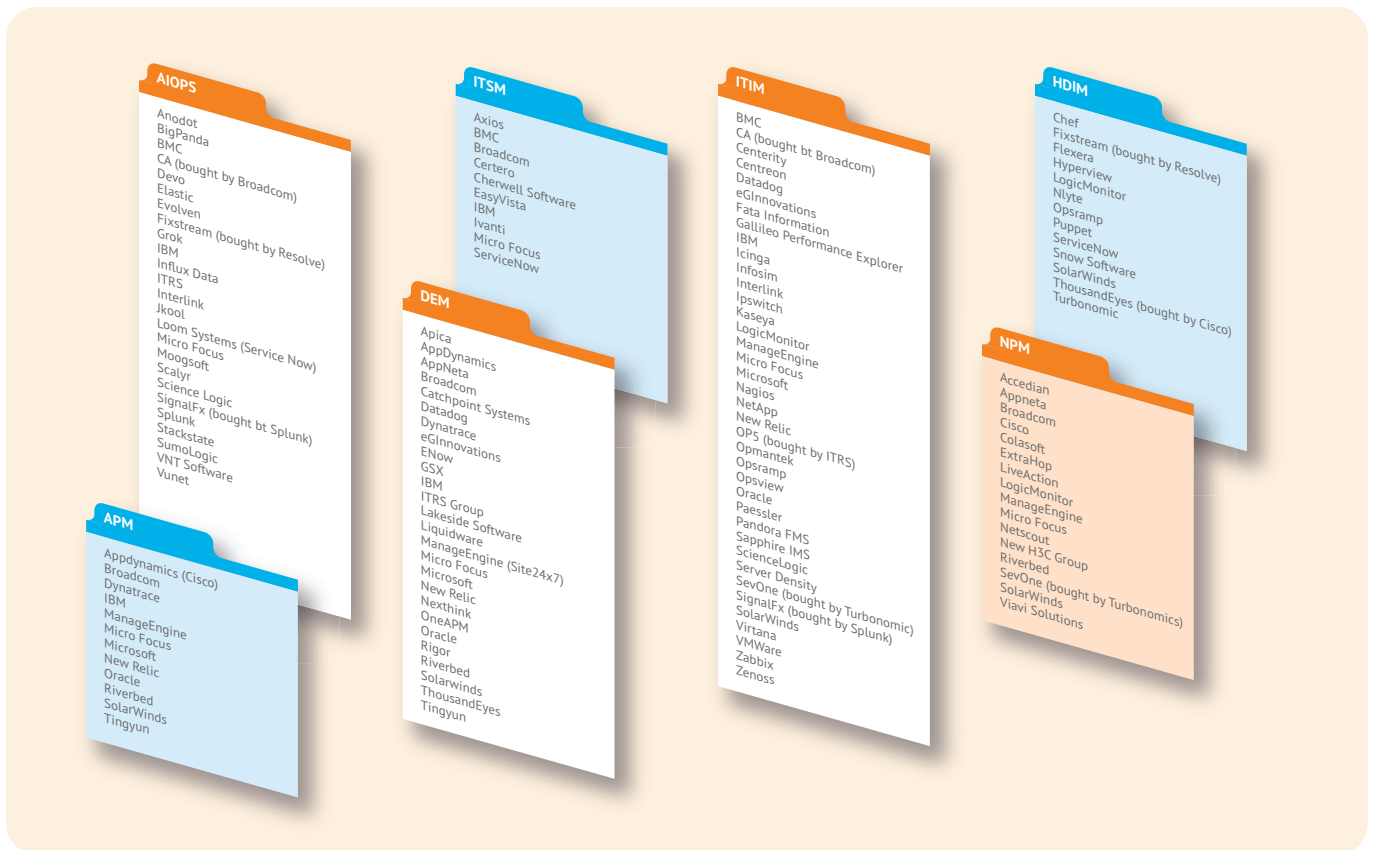 AIOPS
Anodot
BigPanda
BMC
CA (bought by Broadcom)
Devo
Elastic
Evolven
Fixstream (bought by Resolve)
Grok
IBM
Influx Data
ITRS
Interlink
Jkool
Loom Systems (Service Now)
Micro Focus
Moogsoft
Scalyr
Science Logic
SignalFx (bought bt Splunk)
Splunk
Stackstate
SumoLogic
VNT Software
Vunet
APM
Appdynamics (Cisco)
Broadcom
Dynatrace
IBM
ManageEngine
Micro Focus
Microsoft
New Relic
Oracle
Riverbed
SolarWinds
Tingyun
ITSM
Axios
BMC
Broadcom
Certero
Cherwell Software
EasyVista
IBM
Ivanti
Micro Focus
ServiceNow
DEM
Apica
AppDynamics
AppNeta
Broadcom
Catchpoint Systems
Datadog
Dynatrace
eGInnovations
ENow
GSX
IBM
ITRS Group
Lakeside Software
Liquidware
ManageEngine (Site24x7)
Micro Focus
Microsoft
New Relic
Nexthink
OneAPM
Oracle
Rigor
Riverbed
Solarwinds
ThousandEyes
Tingyun
ITIM
BMC
CA (bought bt Broadcom)
Centerity
Centreon
Datadog
eGInnovations
Fata Information
Gallileo Performance Explorer
IBM
Icinga
Infosim
Interlink
Ipswitch
Kaseya
LogicMonitor
ManageEngine
Micro Focus
Microsoft
Nagios
NetApp
New Relic
OP5 (bought by ITRS)
Opmantek
Opsramp
Opsview
Oracle
Paessler
Pandora FMS
Sapphire IMS
ScienceLogic
Server Density
SevOne (bought by Turbonomic)
SignalFx (bought by Splunk)
SolarWinds
Virtana
VMWare
Zabbix
Zenoss
HDIM
Chef
Fixstream (bought by Resolve)
Flexera
Hyperview
LogicMonitor
Nlyte
Opsramp
Puppet
ServiceNow
Snow Software
SolarWinds
ThousandEyes (bought by Cisco)
Turbonomic
NPM
Accedian
Appneta
Broadcom
Cisco
Colasoft
ExtraHop
LiveAction
LogicMonitor
ManageEngine
Micro Focus
Netscout
New H3C Group
Riverbed
SevOne (bought by Turbonomics)
SolarWinds
Viavi Solutions